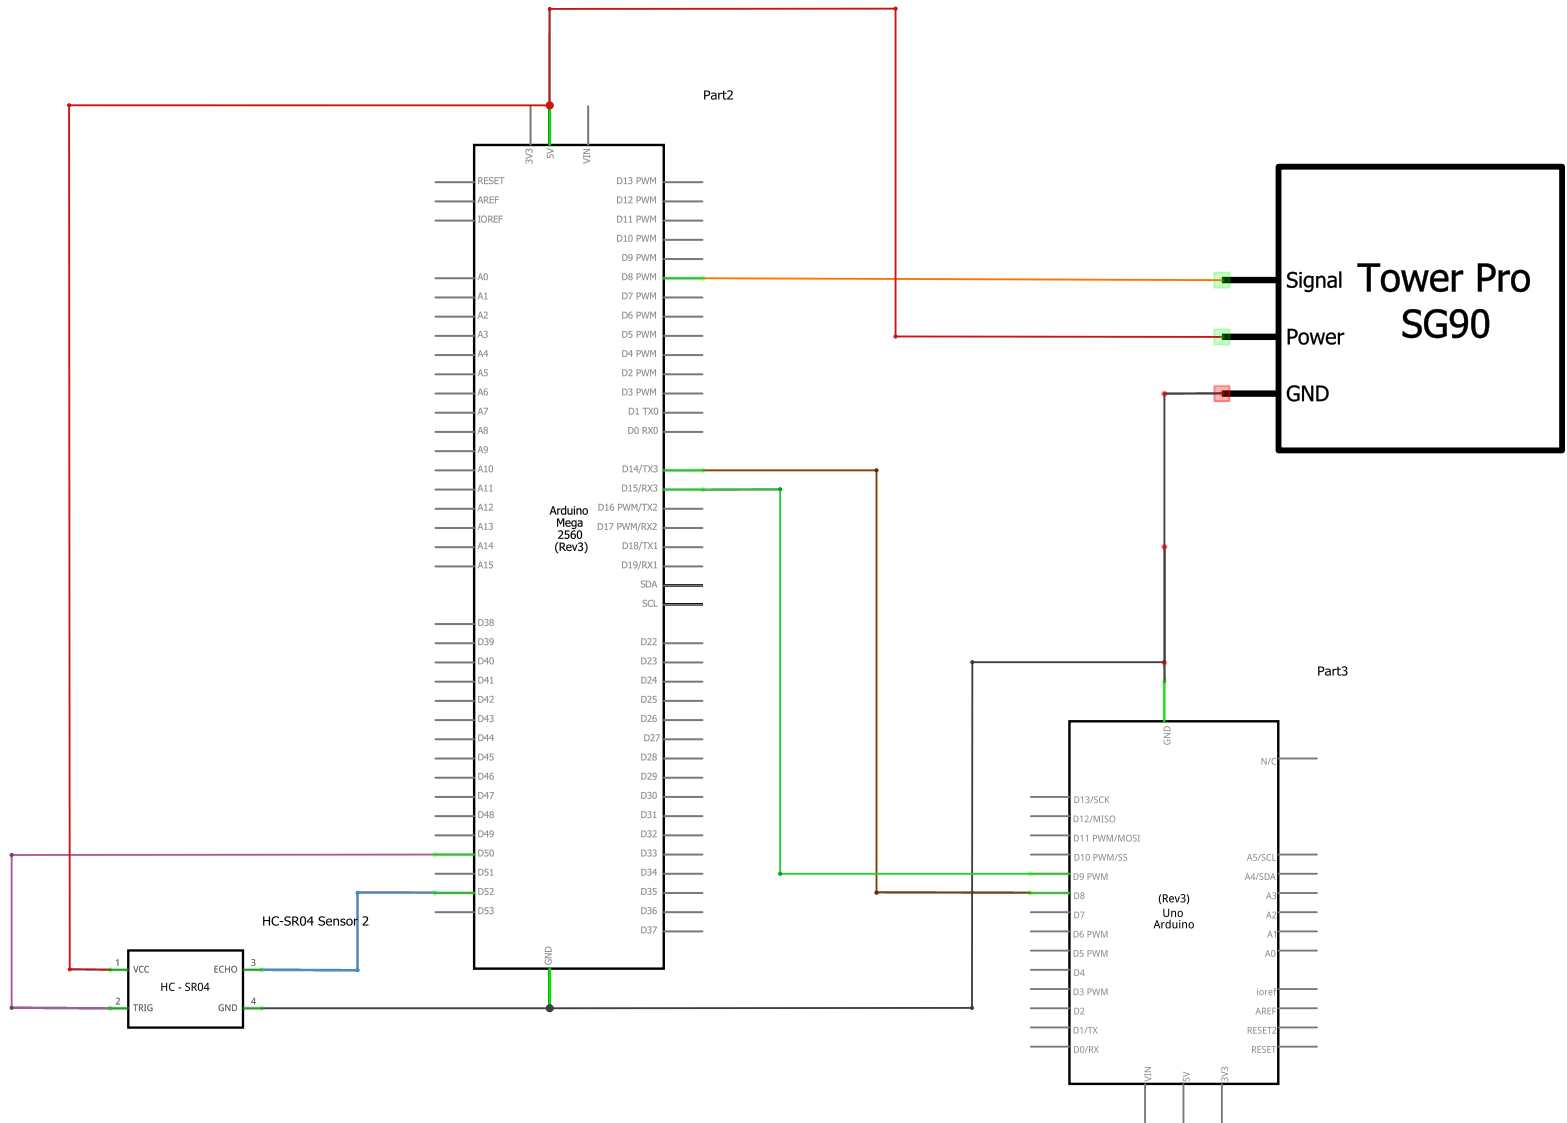 Part2
3V3
5V
VIN
RESET
AREF
IOREF
A0
A1
A2
A3
A4
A5
A6
A7
A8
A9
A10
A11
A12
A13
A14
A15
D38
D39
D40
D41
D42
D43
D44
D45
D46
D47
D48
D49
D50
D51
D52
D53
Arduino
Mega
2560
(Rev3)
D13 PWM
D12 PWM
D11 PWM
D10 PWM
D9 PWM
D8 PWM
D7 PWM
D6 PWM
D5 PWM
D4 PWM
D2 PWM
D3 PWM
D1 TX0
D0 RX0
D14/TX3
D15/RX3
D16 PWM/TX2
D17 PWM/RX2
D18/TX1
D19/RX1
SDA
SCL
D22
D23
D24
D25
D26
D27
D28
D29
D30
D31
D32
D33
D34
D35
D36
D37
GND
Signal
Power
GND
Tower Pro
SG90
HC-SR04 Sensor 2
1 VCC
2 TRIG
HC - SR04
ECHO 3
GND 4
Part3
GND
N/C
D13/SCK
D12/MISO
D11 PWM/MOSI
D10 PWM/SS
D9 PWM
D8
D7
D6 PWM
D5 PWM
D4
D3 PWM
D2
D1/TX
D0/RX
(Rev3)
Uno
Arduino
A5/SCL
A4/SDA
A3
A2
A1
A0
ioref
AREF
RESET2
RESET
VIN
5V
3V3